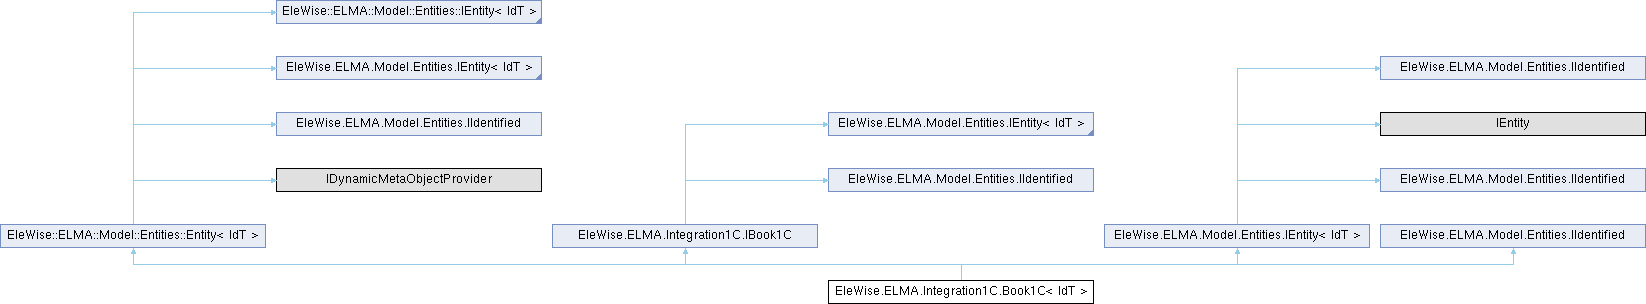 EleWise::ELMA::Model::Entities::IEntity< IdT >
EleWise.ELMA.Model.Entities.IEntity< IdT >
EleWise.ELMA.Model.Entities.IIdentified
EleWise.ELMA.Model.Entities.IIdentified
EleWise.ELMA.Model.Entities.IEntity< IdT >
IEntity
IDynamicMetaObjectProvider
EleWise.ELMA.Model.Entities.IIdentified
EleWise.ELMA.Model.Entities.IIdentified
EleWise::ELMA::Model::Entities::Entity< IdT >
EleWise.ELMA.Integration1C.IBook1C
EleWise.ELMA.Model.Entities.IEntity< IdT >
EleWise.ELMA.Model.Entities.IIdentified
EleWise.ELMA.Integration1C.Book1C< IdT >